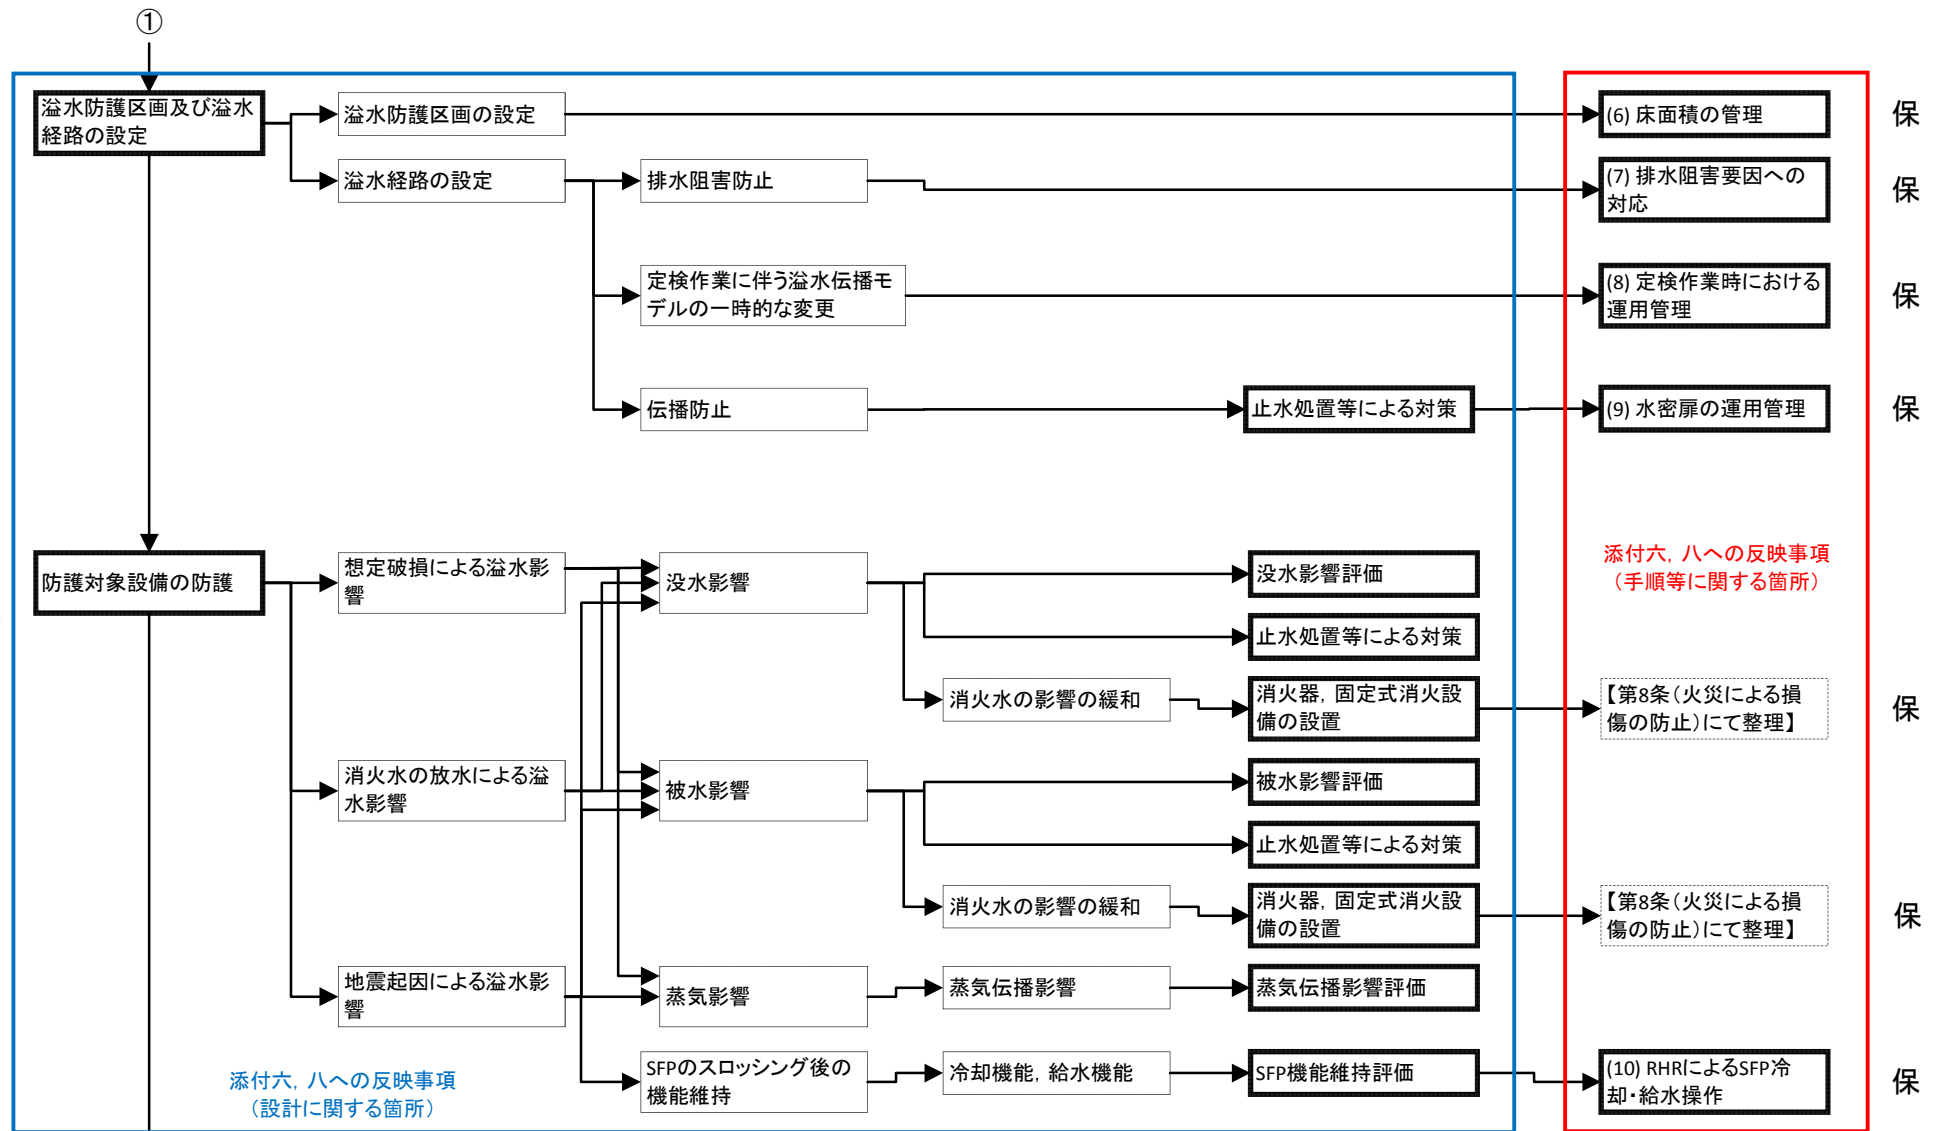 ①
溢水防護区画及び溢水
経路の設定
溢水防護区画の設定
(6) 床面積の管理
保
溢水経路の設定
排水阻害防止
(7) 排水阻害要因への
対応
保
定検作業に伴う溢水伝播モ
デルの一時的な変更
(8) 定検作業時における
運用管理
保
伝播防止
止水処置等による対策
(9) 水密扉の運用管理
保
添付六，八への反映事項
（手順等に関する箇所）
防護対象設備の防護
想定破損による溢水影
響
没水影響
没水影響評価
止水処置等による対策
消火水の影響の緩和
消火器，固定式消火設
備の設置
【第8条（火災による損
傷の防止）にて整理】
保
消火水の放水による溢
水影響
被水影響
被水影響評価
止水処置等による対策
消火水の影響の緩和
消火器，固定式消火設
備の設置
【第8条（火災による損
傷の防止）にて整理】
保
地震起因による溢水影
響
蒸気影響
蒸気伝播影響
蒸気伝播影響評価
SFPのスロッシング後の
機能維持
冷却機能，給水機能
SFP機能維持評価
(10) RHRによるSFP冷
却・給水操作
保
添付六，八への反映事項
（設計に関する箇所）